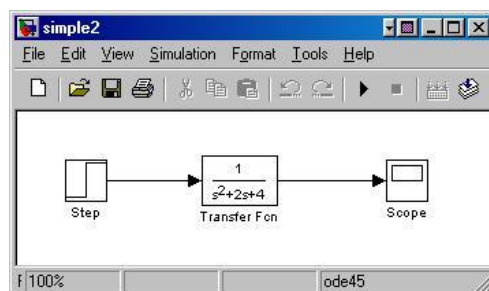 simple2
File Edit View Simulation Format Tools Help
1
s²+2s+4
Step
Transfer Fcn
Scope
100%
ode45